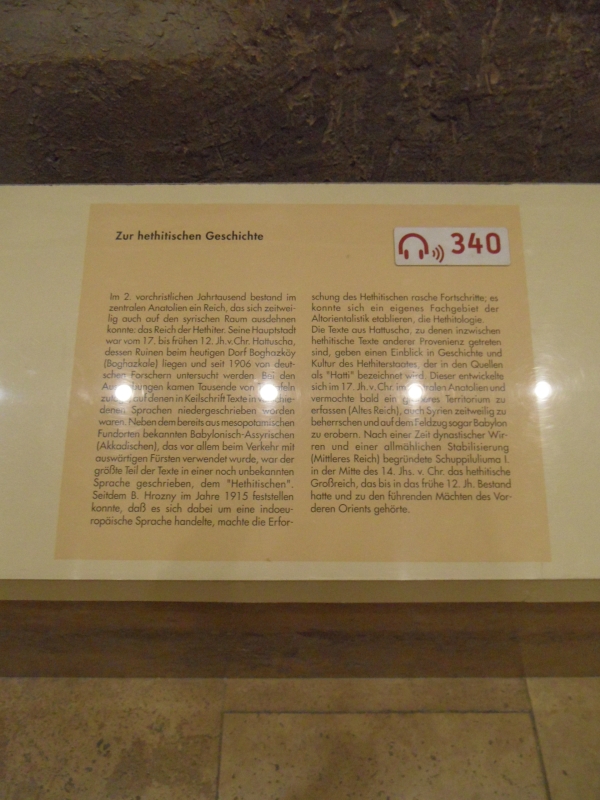 Zur hethitischen Geschichte
340
Im 2. vorchristlichen Jahrtausend bestand im
zentralen Anatolien ein Reich, das sich zeitwei-
lig auch auf den syrischen Raum ausdehnen
konnte: das Reich der Hethiter. Seine Hauptstadt
war vom 17. bis frühen 12. Jh.v.Chr. Hattuscha,
dessen Ruinen beim heutigen Dorf Boghazköy
(Boghazkale) liegen und seit 1906 von deut-
schen Forschern untersucht werden. Bei den
Ausgrabungen kamen Tausende von Tontafeln
zutage, auf denen in Keilschrift Texte in verschie-
denen Sprachen niedergeschrieben worden
waren. Neben dem bereits aus mesopotamischen
Fundorten bekannten Babylonisch-Assyrischen
(Akkadischen), das vor allem beim Verkehr mit
auswärtigen Fürsten verwendet wurde, war der
größte Teil der Texte in einer noch unbekannten
Sprache geschrieben, dem "Hethitischen".
Seitdem B. Hrozny im Jahre 1915 feststellen
konnte, daß es sich dabei um eine indoeu-
ropäische Sprache handelte, machte die Erfor-
schung des Hethitischen rasche Fortschritte; es
konnte sich ein eigenes Fachgebiet der
Altorientalistik etablieren, die Hethitologie.
Die Texte aus Hattuscha, zu denen inzwischen
hethitische Texte anderer Provenienz getreten
sind, geben einen Einblick in Geschichte und
Kultur des Hethiterstaates, der in den Quellen
als "Hatti" bezeichnet wird. Dieser entwickelte
sich im 17. Jh.v.Chr. im zentralen Anatolien und
vermochte bald ein größeres Territorium zu
erfassen (Altes Reich), auch Syrien zeitweilig zu
beherrschen und auf dem Feldzug sogar Babylon
zu erobern. Nach einer Zeit dynastischer Wir-
ren und einer allmählichen Stabilisierung
(Mittleres Reich) begründete Schuppiluliuma I.
in der Mitte des 14. Jhs. v. Chr. das hethitische
Großreich, das bis in das frühe 12. Jh. Bestand
hatte und zu den führenden Mächten des Vor-
deren Orients gehörte.